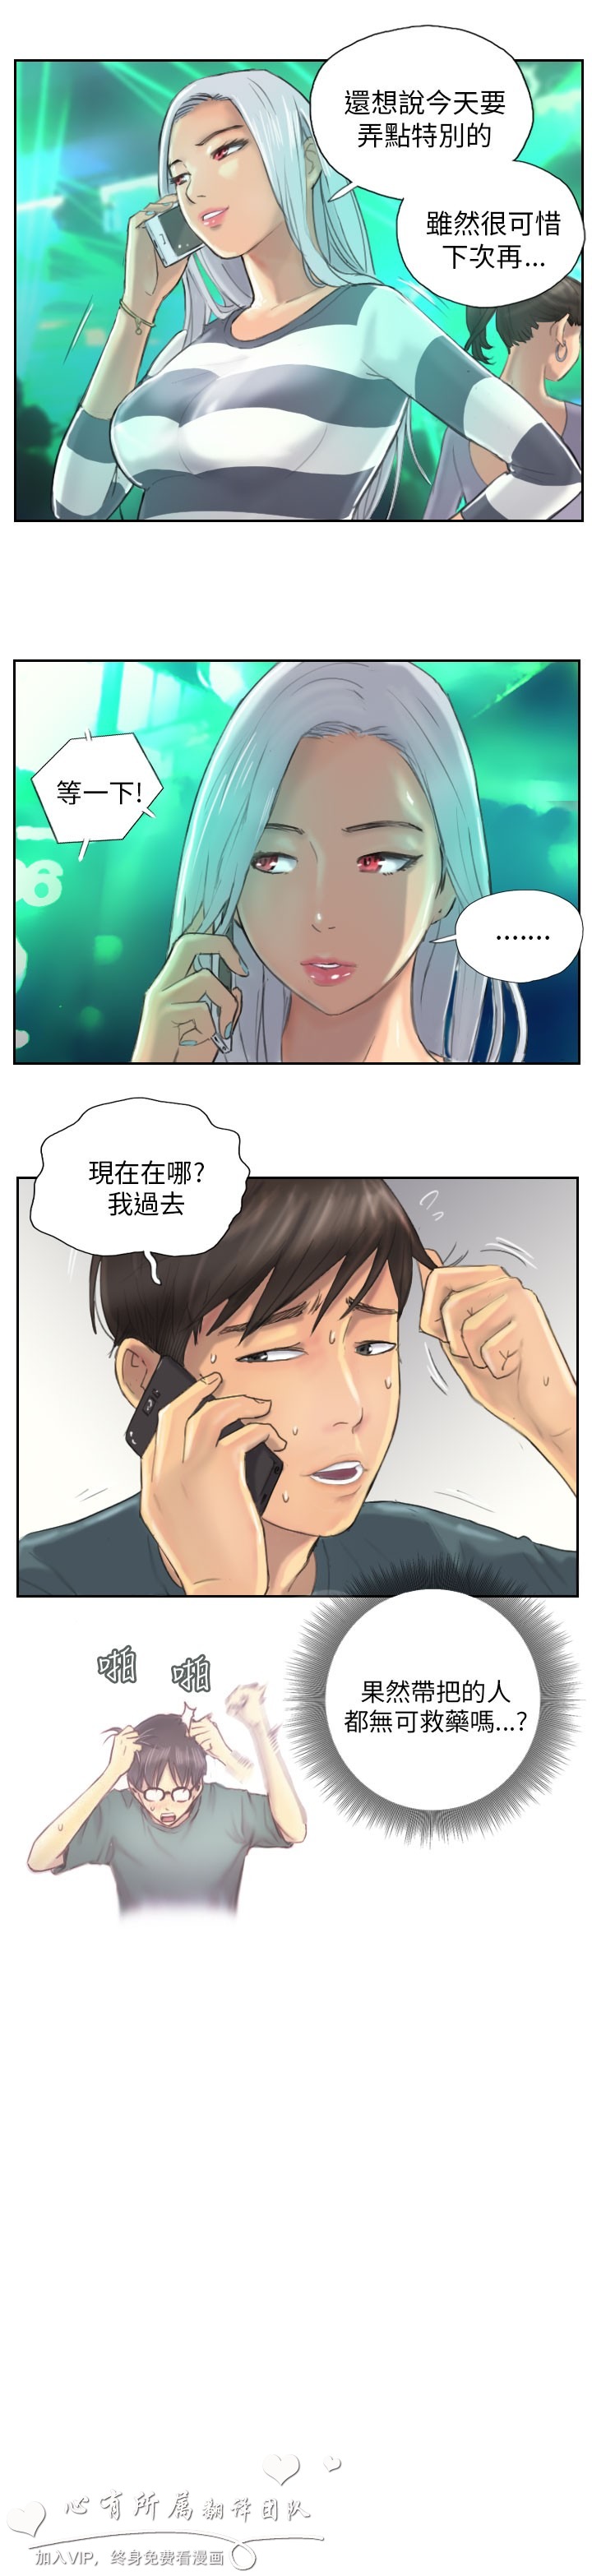 還想說今天要
弄點特別的
雖然很可惜
下次再...
等一下!
06
.......
現在在哪?
我過去
果然帶把的人
都無可救藥嗎...?
啪 啪
心有所属翻译团队
加入VIP，终身免费看漫画